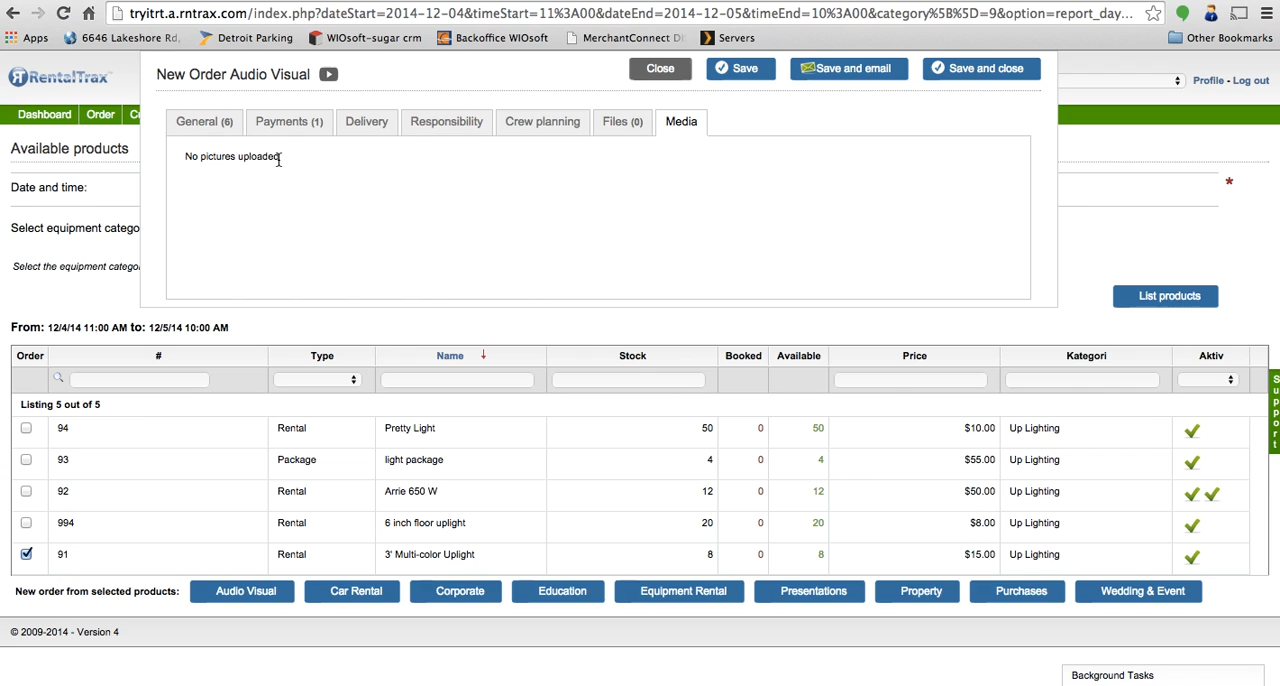 tryitrt.a.rntrax.com/index.php?dateStart=2014-12-04&timeStart=11%3A00&dateEnd=2014-12-05&timeEnd=10%3A00&category%5B%5D=9&option=report_day...
Apps 6646 Lakeshore Rd. Detroit Parking WIOsoft-sugar crm Backoffice WIOsoft MerchantConnect Servers Other Bookmarks
RentalTrax
New Order Audio Visual
Close Save Save and email Save and close
Profile - Log out
Dashboard Order
General (6) Payments (1) Delivery Responsibility Crew planning Files (0) Media
Available products
No pictures uploaded
Date and time: *
Select equipment catego
Select the equipment catego
List products
From: 12/4/14 11:00 AM to: 12/5/14 10:00 AM
Order # Type Name Stock Booked Available Price Kategori Aktiv
Listing 5 out of 5
94 Rental Pretty Light 50 0 50 $10.00 Up Lighting
93 Package light package 4 0 4 $55.00 Up Lighting
92 Rental Arrie 650 W 12 0 12 $50.00 Up Lighting
994 Rental 6 inch floor uplight 20 0 20 $8.00 Up Lighting
91 Rental 3' Multi-color Uplight 8 0 8 $15.00 Up Lighting
Support
New order from selected products: Audio Visual Car Rental Corporate Education Equipment Rental Presentations Property Purchases Wedding & Event
© 2009-2014 - Version 4
Background Tasks